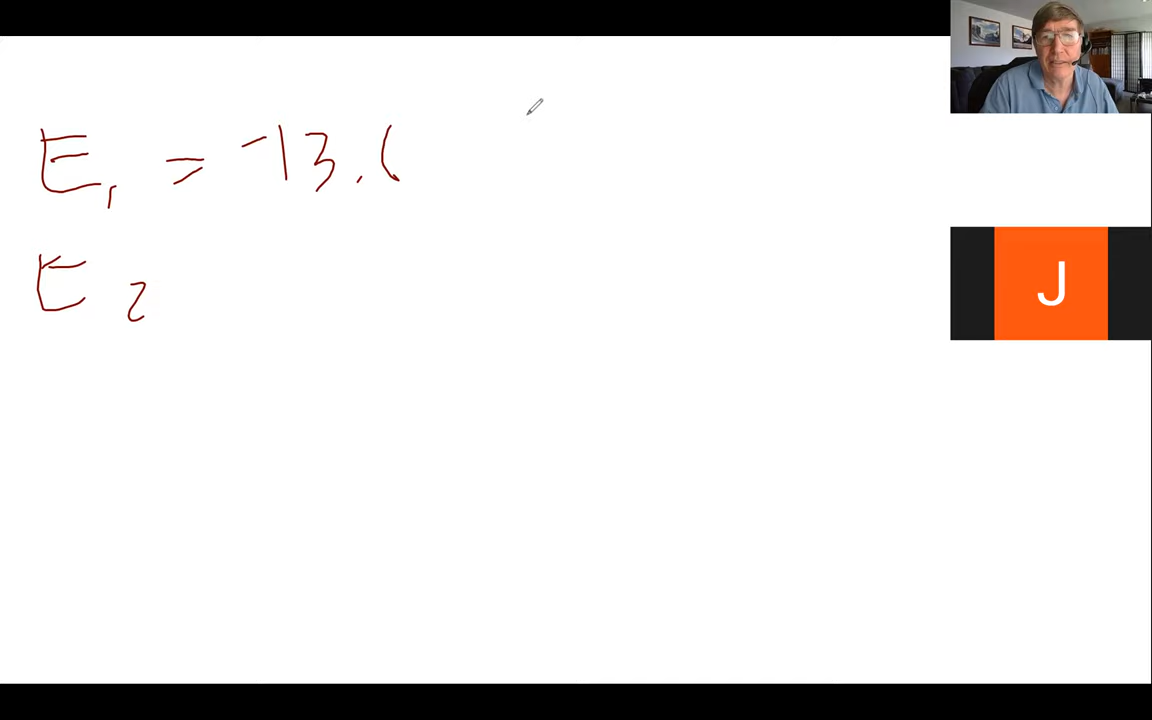 E₁ = -13.6
E₂
J